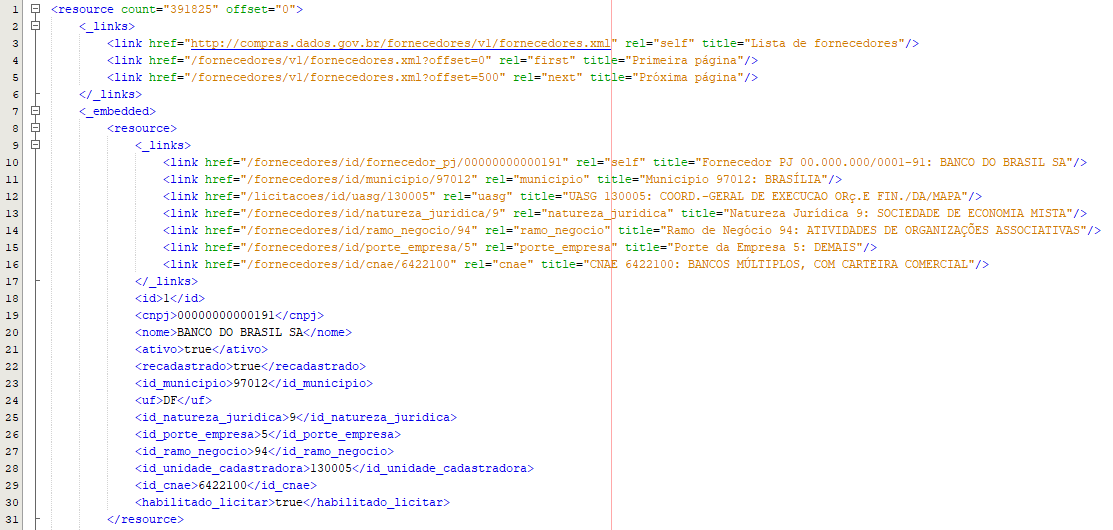 1 <resource count="391825" offset="0">
2 <_links>
3 <link href="http://compras.dados.gov.br/fornecedores/v1/fornecedores.xml" rel="self" title="Lista de fornecedores"/>
4 <link href="/fornecedores/v1/fornecedores.xml?offset=0" rel="first" title="Primeira página"/>
5 <link href="/fornecedores/v1/fornecedores.xml?offset=500" rel="next" title="Próxima página"/>
6 </_links>
7 <_embedded>
8 <resource>
9 <_links>
10 <link href="/fornecedores/id/fornecedor_pj/00000000000191" rel="self" title="Fornecedor PJ 00.000.000/0001-91: BANCO DO BRASIL SA"/>
11 <link href="/fornecedores/id/municipio/97012" rel="municipio" title="Municipio 97012: BRASÍLIA"/>
12 <link href="/licitacoes/id/uasg/130005" rel="uasg" title="UASG 130005: COORD.-GERAL DE EXECUCAO ORç.E FIN./DA/MAPA"/>
13 <link href="/fornecedores/id/natureza_juridica/9" rel="natureza_juridica" title="Natureza Jurídica 9: SOCIEDADE DE ECONOMIA MISTA"/>
14 <link href="/fornecedores/id/ramo_negocio/94" rel="ramo_negocio" title="Ramo de Negócio 94: ATIVIDADES DE ORGANIZAÇÕES ASSOCIATIVAS"/>
15 <link href="/fornecedores/id/porte_empresa/5" rel="porte_empresa" title="Porte da Empresa 5: DEMAIS"/>
16 <link href="/fornecedores/id/cnae/6422100" rel="cnae" title="CNAE 6422100: BANCOS MÚLTIPLOS, COM CARTEIRA COMERCIAL"/>
17 </_links>
18 <id>1</id>
19 <cnpj>00000000000191</cnpj>
20 <nome>BANCO DO BRASIL SA</nome>
21 <ativo>true</ativo>
22 <recadastrado>true</recadastrado>
23 <id_municipio>97012</id_municipio>
24 <uf>DF</uf>
25 <id_natureza_juridica>9</id_natureza_juridica>
26 <id_porte_empresa>5</id_porte_empresa>
27 <id_ramo_negocio>94</id_ramo_negocio>
28 <id_unidade_cadastradora>130005</id_unidade_cadastradora>
29 <id_cnae>6422100</id_cnae>
30 <habilitado_licitar>true</habilitado_licitar>
31 </resource>